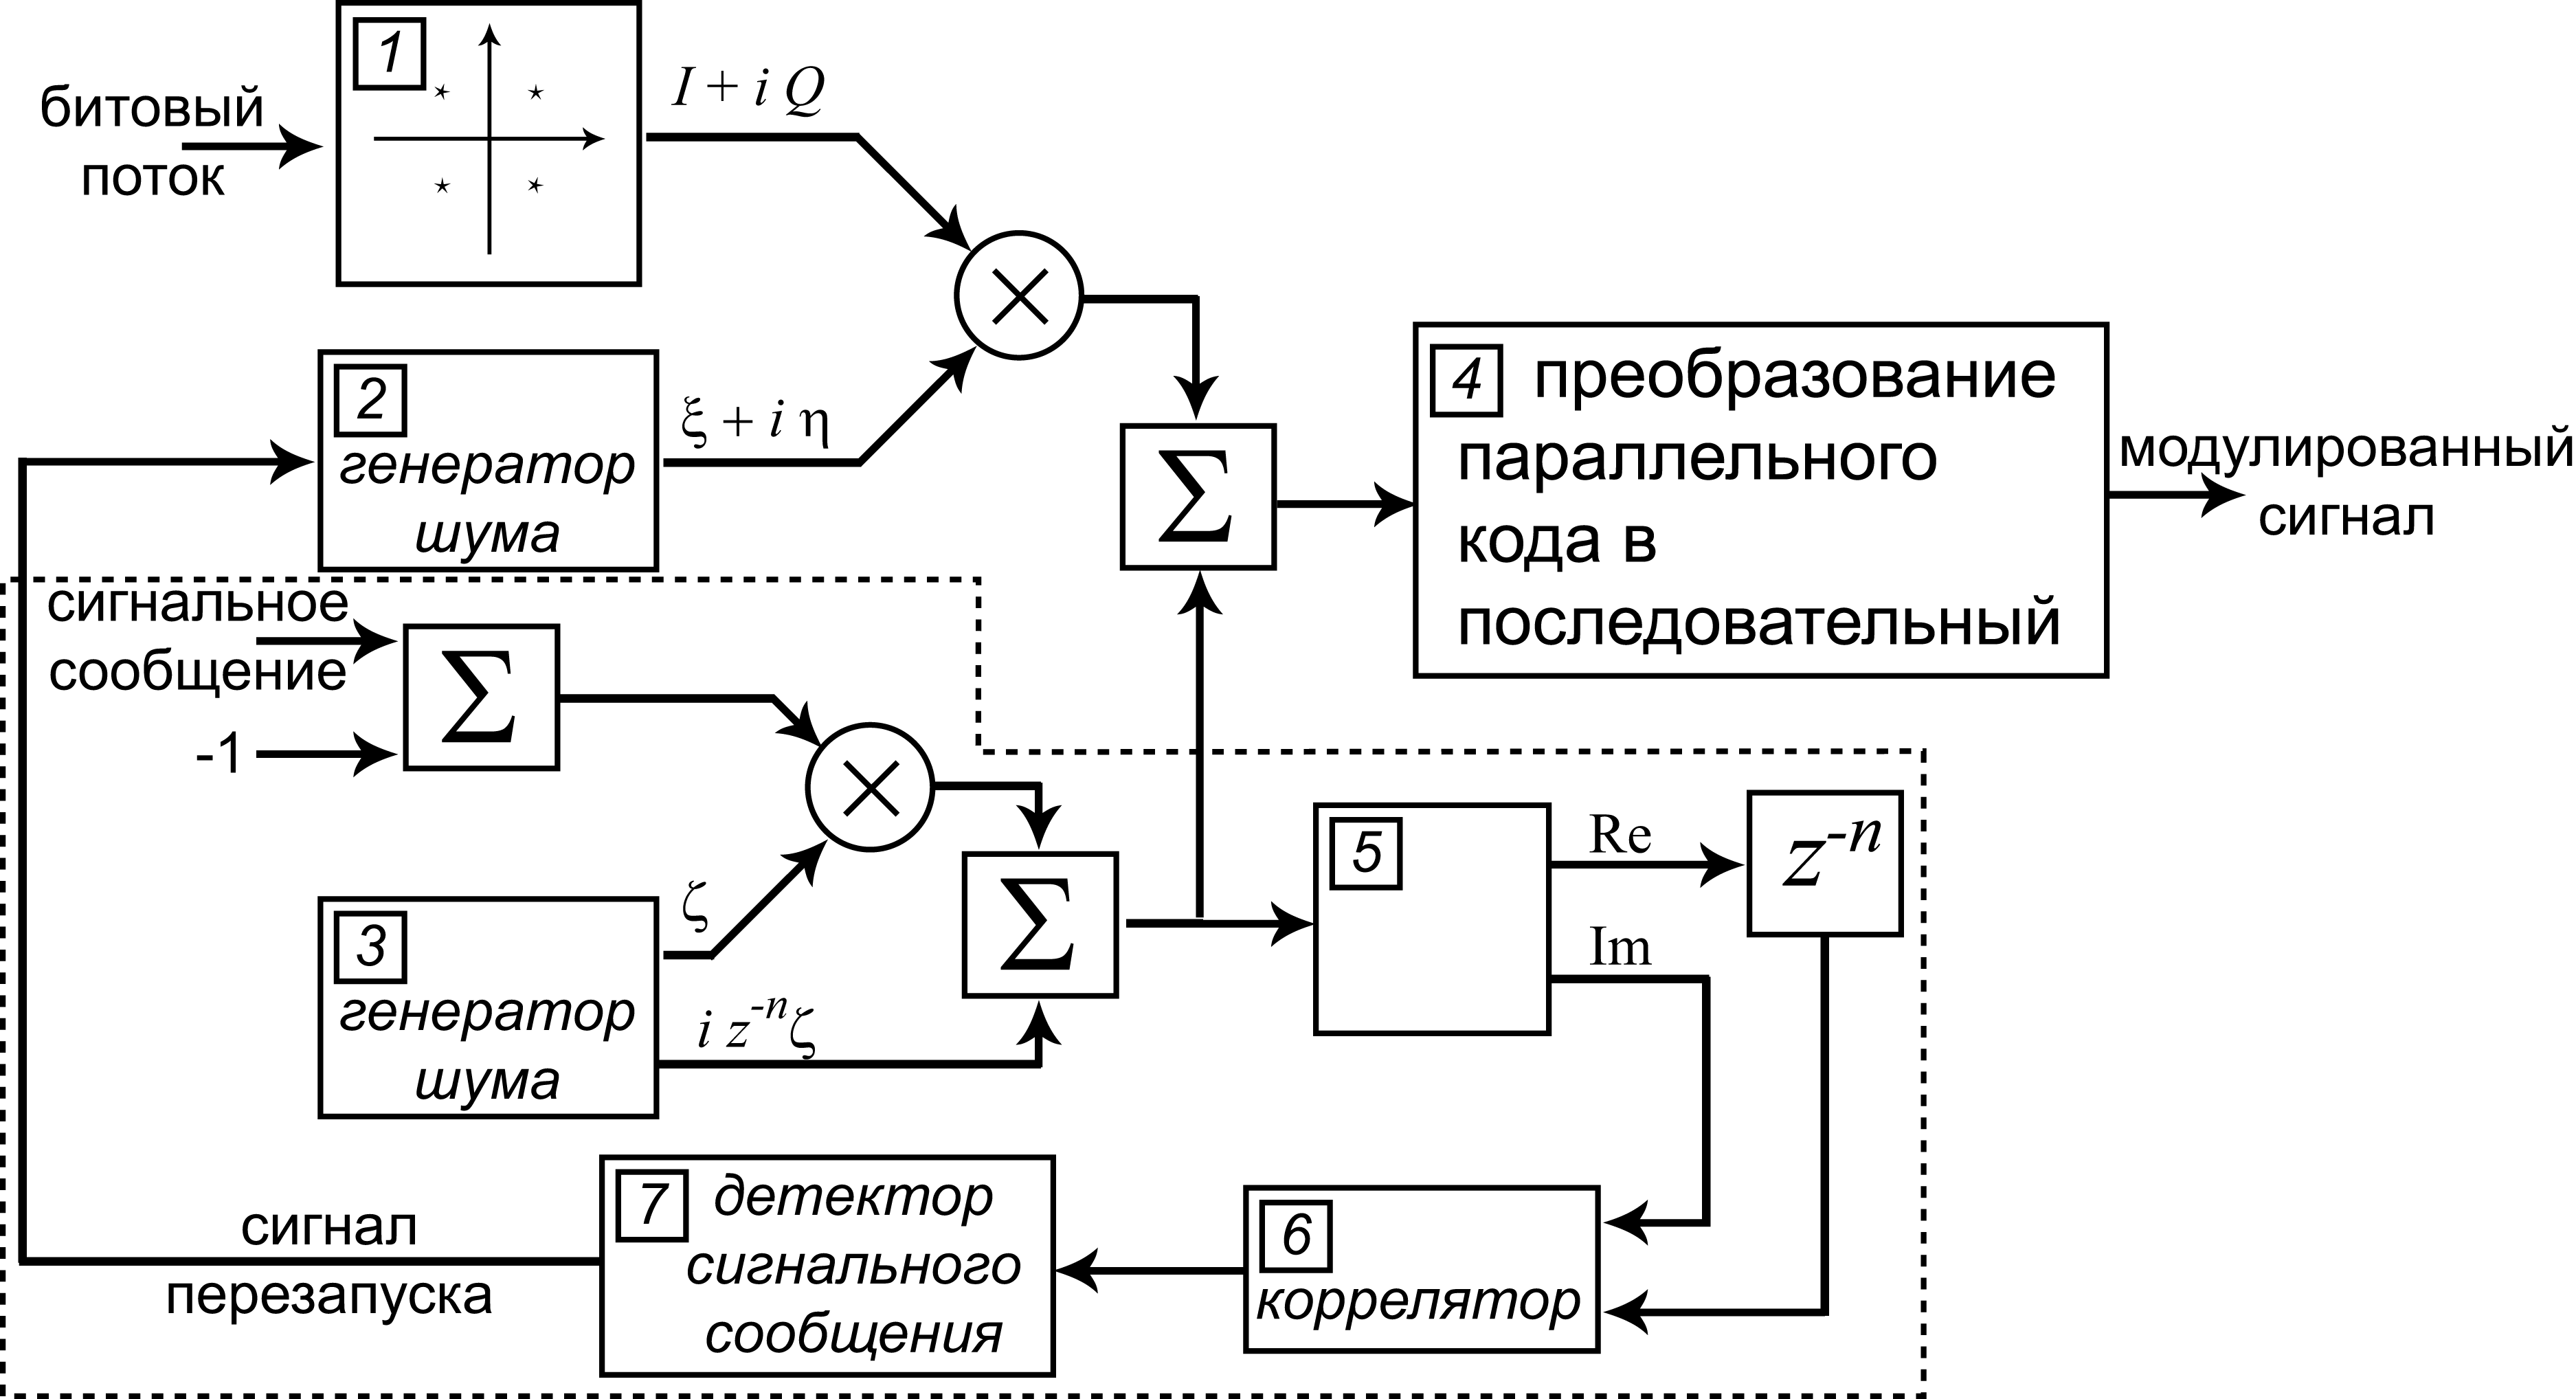 1
битовый
поток
I + i Q
2
генератор
шума
ξ + i η
Σ
4 преобразование
параллельного
кода в
последовательный
модулированный
сигнал
сигнальное
сообщение
-1
Σ
3
генератор
шума
ζ
i z⁻ⁿζ
Σ
5
Re
Im
z⁻ⁿ
6
коррелятор
7 детектор
сигнального
сообщения
сигнал
перезапуска